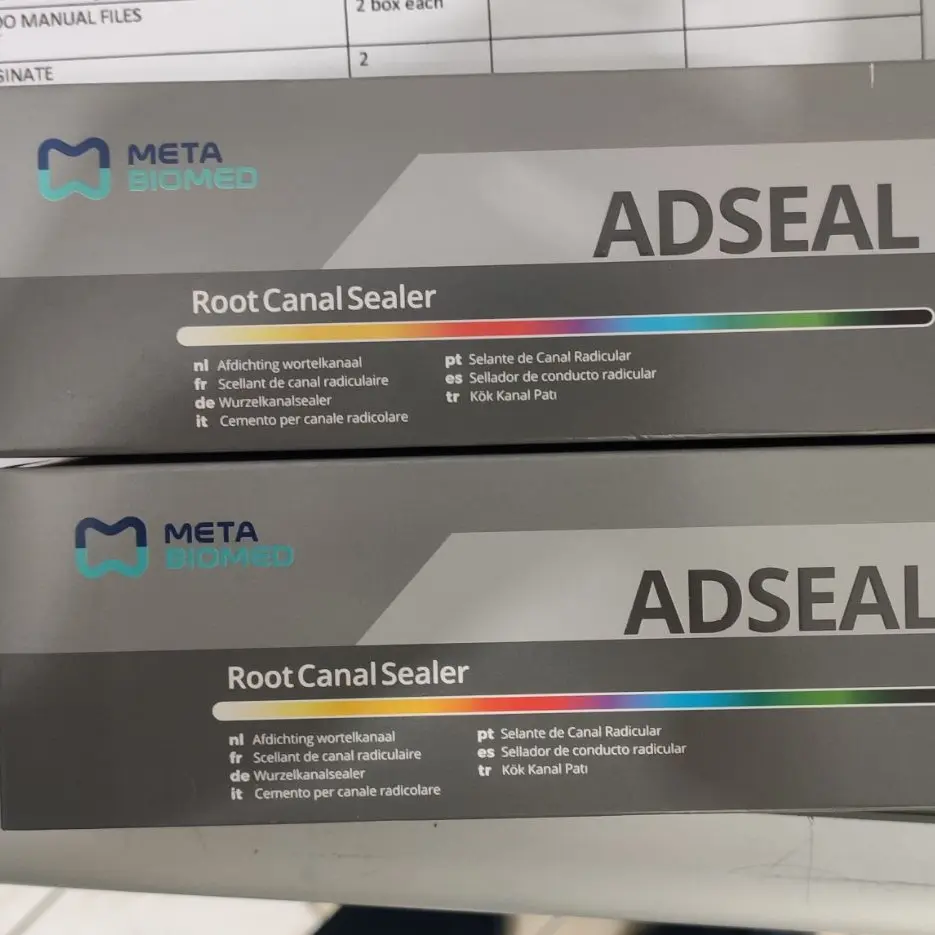 MANUAL FILES
2 box each
2
META
BIOMED
ADSEAL
Root Canal Sealer
nl Afdichting wortelkanaal
fr Scellant de canal radiculaire
de Wurzelkanalsealer
it Cemento per canale radicolare
pt Selante de Canal Radicular
es Sellador de conducto radicular
tr Kök Kanal Patı
META
BIOMED
ADSEAL
Root Canal Sealer
nl Afdichting wortelkanaal
fr Scellant de canal radiculaire
de Wurzelkanalsealer
it Cemento per canale radicolare
pt Selante de Canal Radicular
es Sellador de conducto radicular
tr Kök Kanal Patı